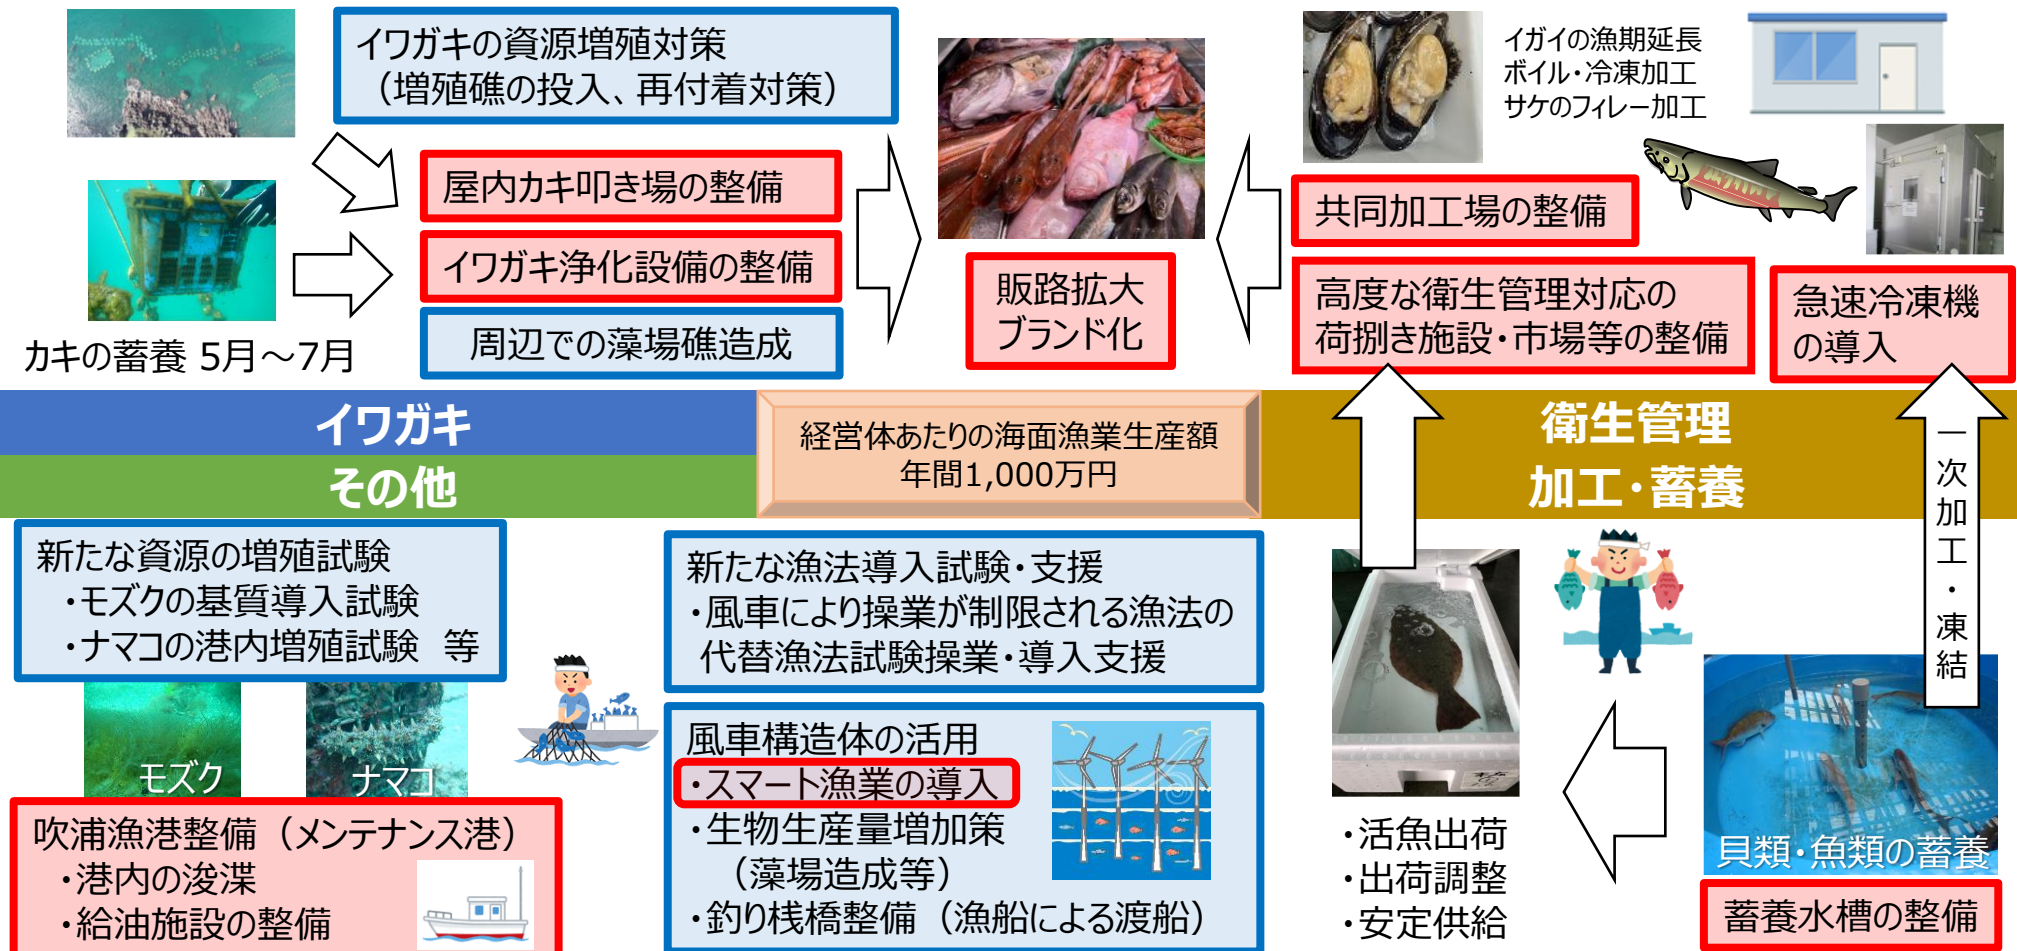 イワガキの資源増殖対策
（増殖礁の投入、再付着対策）
屋内カキ叩き場の整備
イワガキ浄化設備の整備
周辺での藻場礁造成
カキの蓄養 5月～7月
販路拡大
ブランド化
イガイの漁期延長
ボイル・冷凍加工
サケのフィレー加工
共同加工場の整備
高度な衛生管理対応の
荷捌き施設・市場等の整備
急速冷凍機
の導入
イワガキ
その他
経営体あたりの海面漁業生産額
年間1,000万円
衛生管理
加工・蓄養
一次加工・凍結
新たな資源の増殖試験
・モズクの基質導入試験
・ナマコの港内増殖試験　等
モズク
ナマコ
吹浦漁港整備（メンテナンス港）
・港内の浚渫
・給油施設の整備
新たな漁法導入試験・支援
・風車により操業が制限される漁法の
代替漁法試験操業・導入支援
風車構造体の活用
・スマート漁業の導入
・生物生産量増加策
（藻場造成等）
・釣り桟橋整備（漁船による渡船）
・活魚出荷
・出荷調整
・安定供給
貝類・魚類の蓄養
蓄養水槽の整備